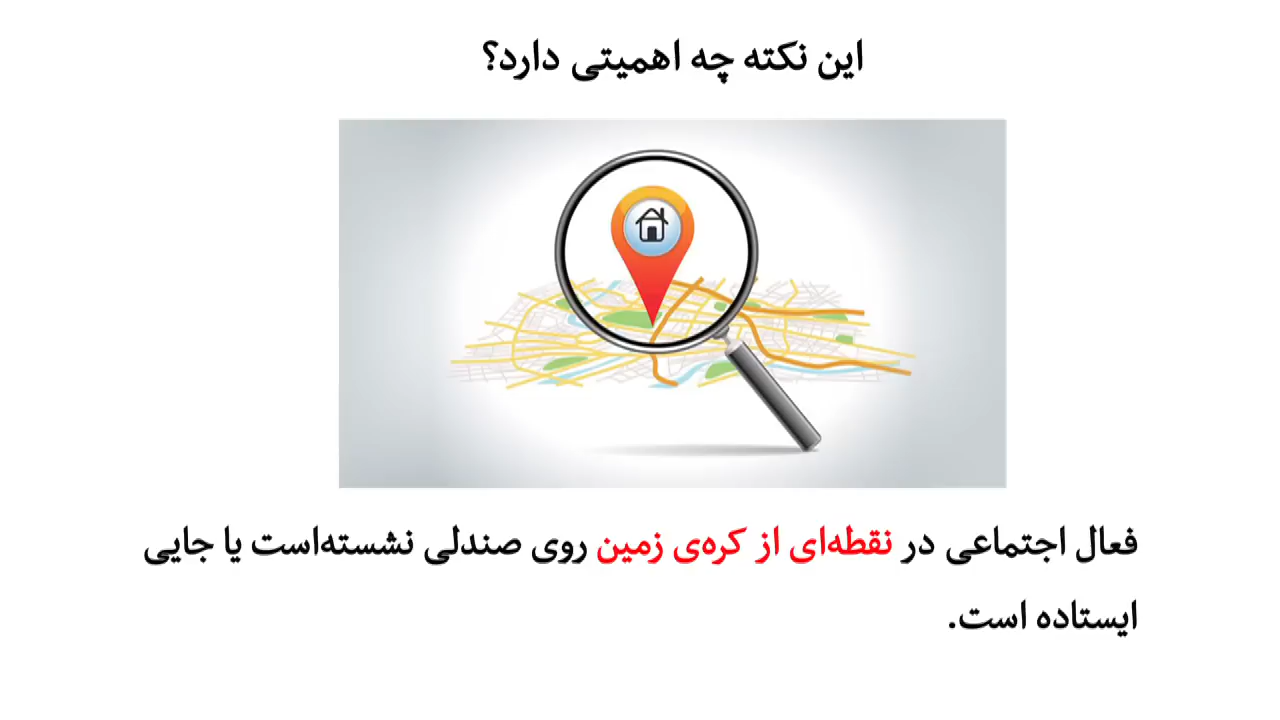 این نکته چه اهمیتی دارد؟
فعال اجتماعی در نقطه‌ای از کره‌ی زمین روی صندلی نشسته‌است یا جایی
ایستاده است.